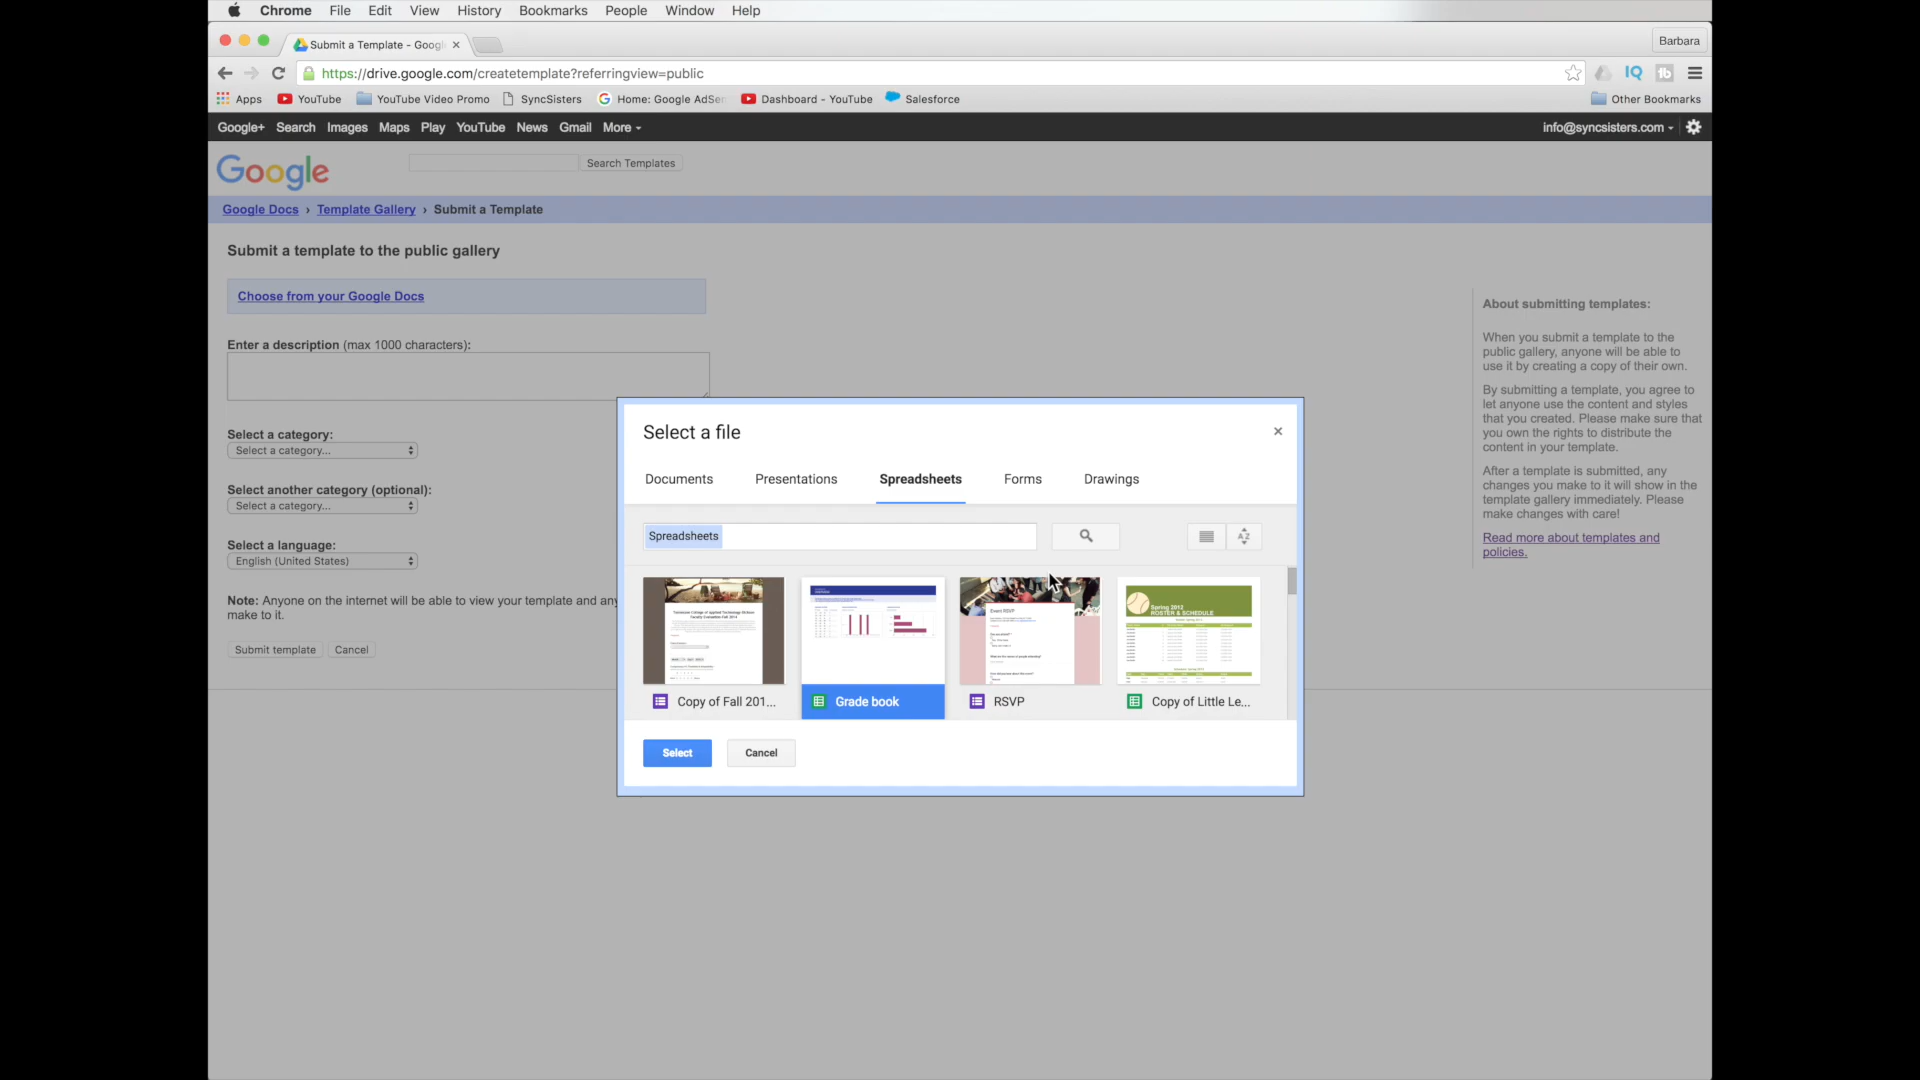 Chrome File Edit View History Bookmarks People Window Help
Submit a Template - Googl
Barbara
https://drive.google.com/createtemplate?referringview=public
Apps YouTube YouTube Video Promo SyncSisters Home: Google AdSen Dashboard - YouTube Salesforce Other Bookmarks
Google+ Search Images Maps Play YouTube News Gmail More info@syncsisters.com
Google
Search Templates
Google Docs › Template Gallery › Submit a Template
Submit a template to the public gallery
Choose from your Google Docs
Enter a description (max 1000 characters):
Select a category:
Select a category...
Select another category (optional):
Select a category...
Select a language:
English (United States)
Note: Anyone on the internet will be able to view your template and any
make to it.
Submit template Cancel
Select a file
Documents Presentations Spreadsheets Forms Drawings
Spreadsheets
Event RSVP
Spring 2012
ROSTER & SCHEDULE
Copy of Fall 201... Grade book RSVP Copy of Little Le...
Select Cancel
About submitting templates:
When you submit a template to the
public gallery, anyone will be able to
use it by creating a copy of their own.
By submitting a template, you agree to
let anyone use the content and styles
that you created. Please make sure that
you own the rights to distribute the
content in your template.
After a template is submitted, any
changes you make to it will show in the
template gallery immediately. Please
make changes with care!
Read more about templates and
policies.